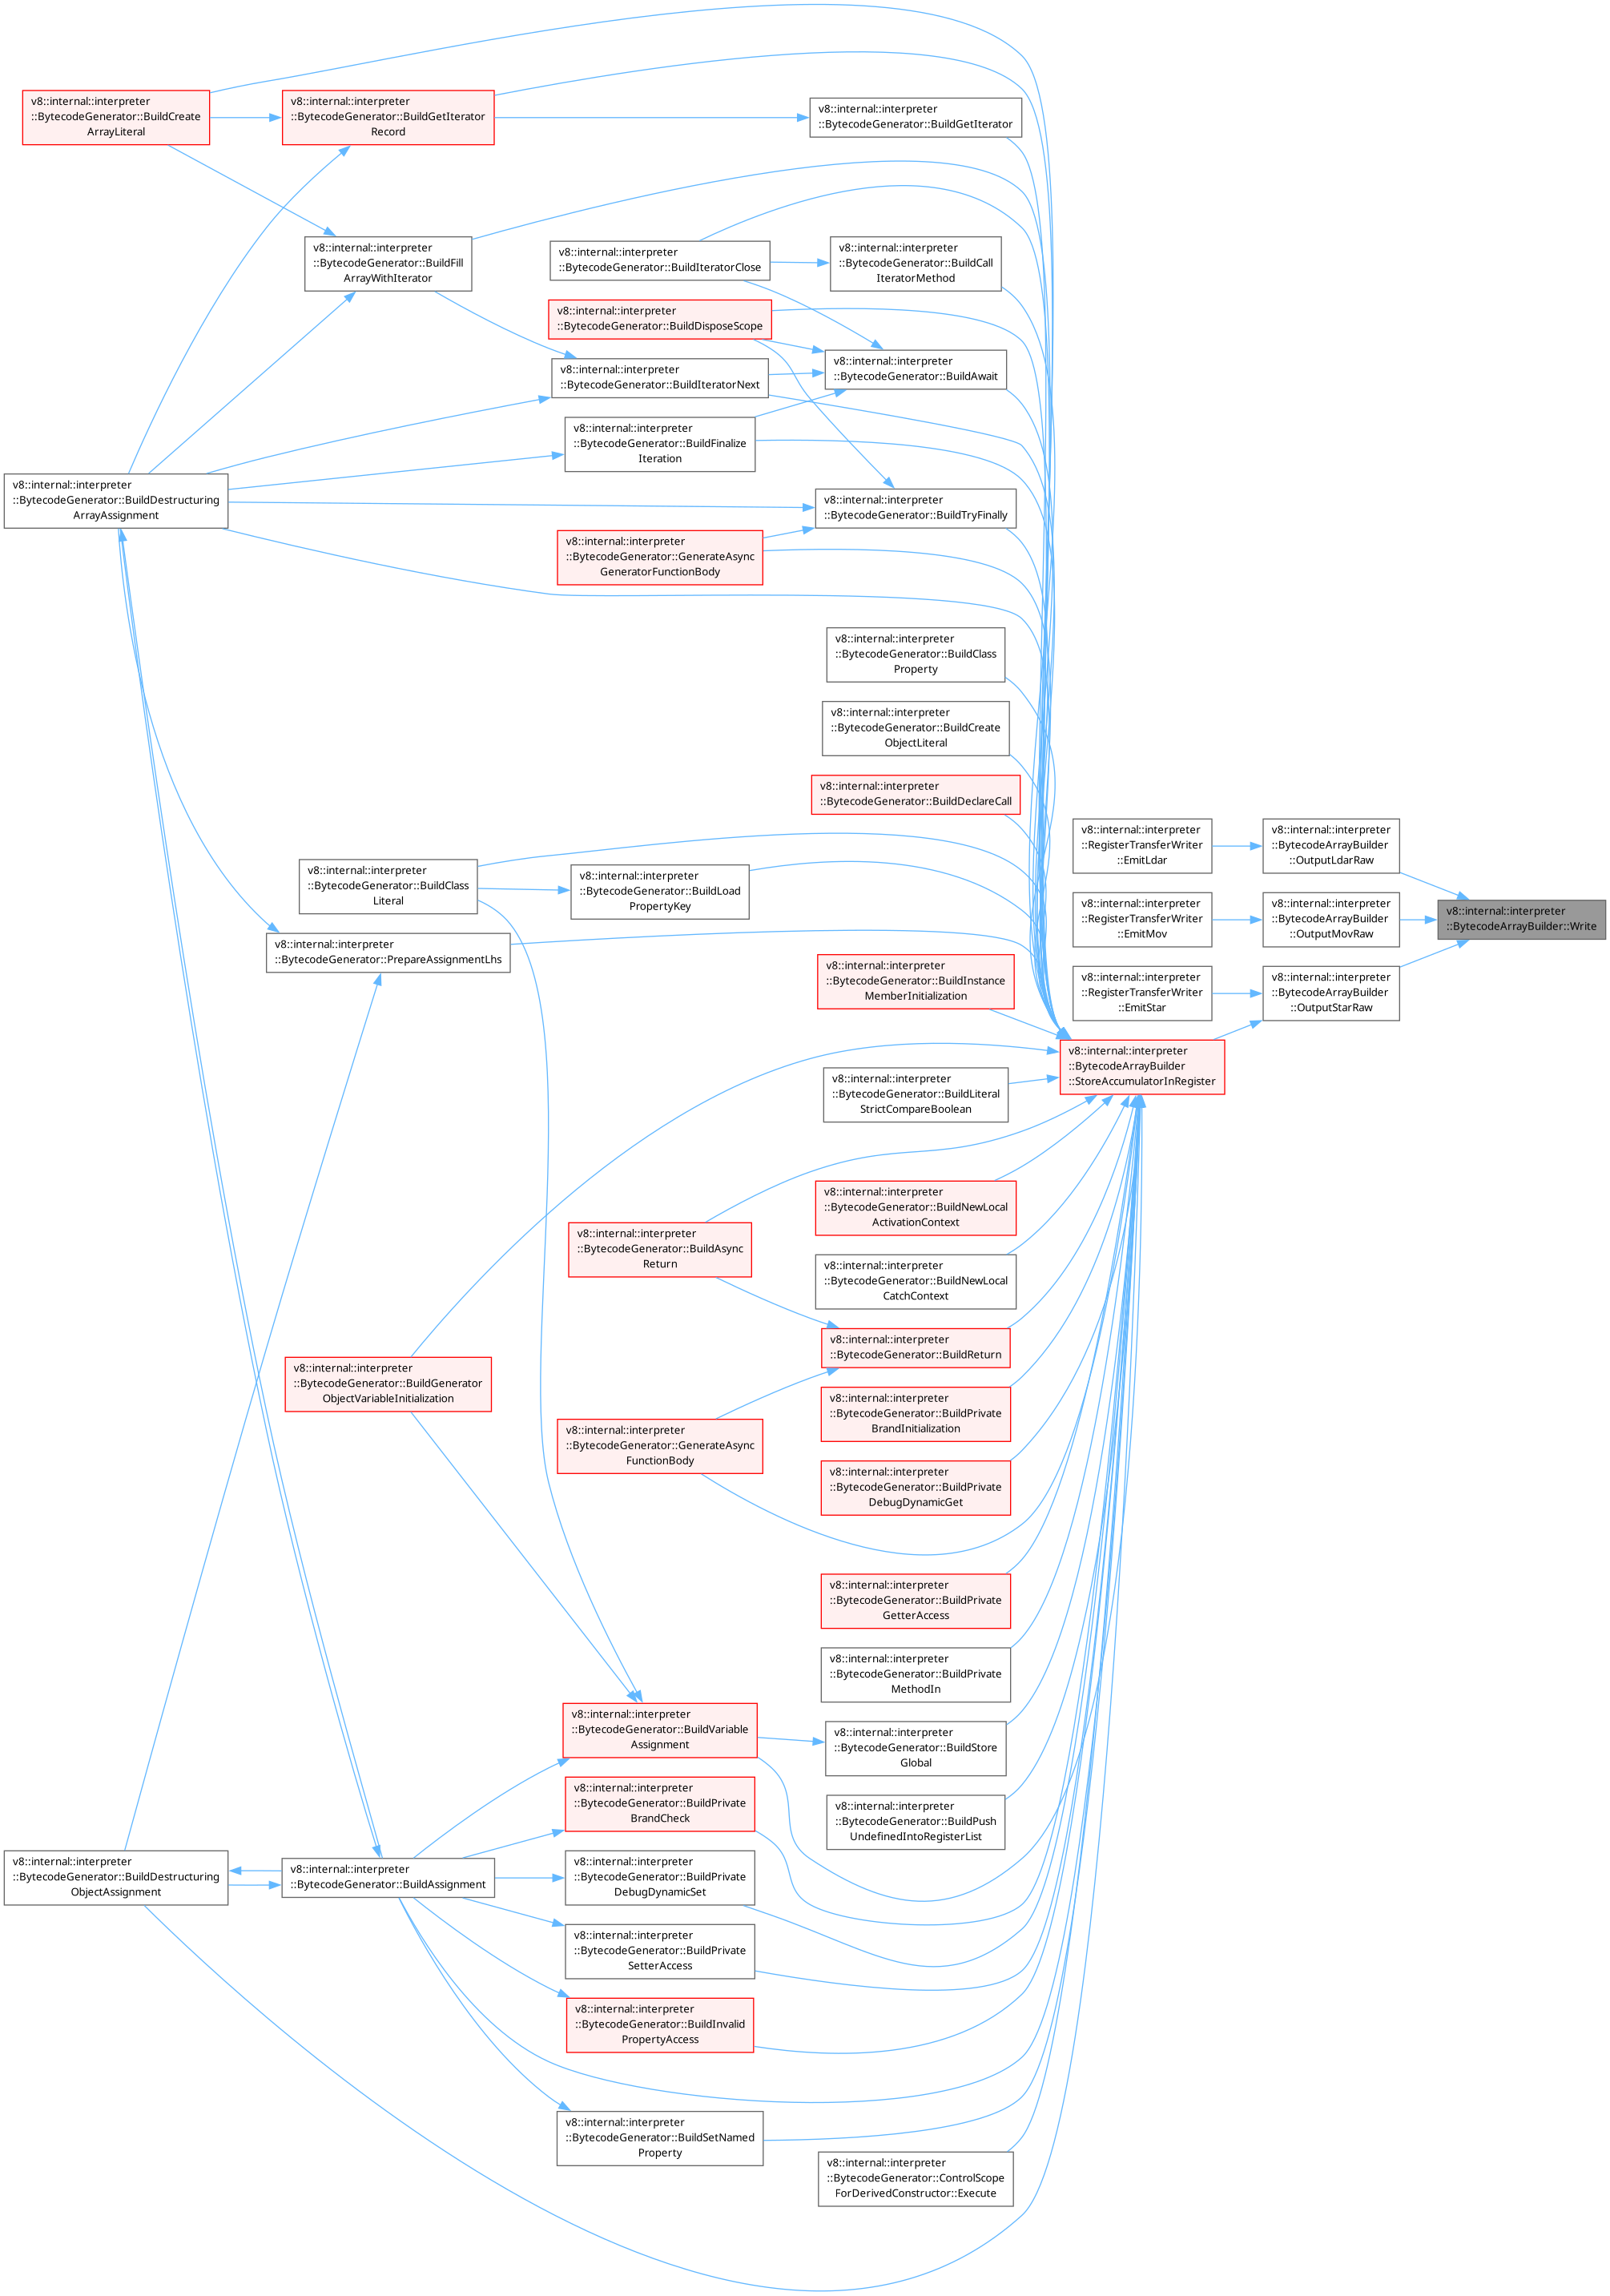 v8::internal::interpreter
::BytecodeGenerator::BuildCreate
ArrayLiteral
v8::internal::interpreter
::BytecodeGenerator::BuildGetIterator
Record
v8::internal::interpreter
::BytecodeGenerator::BuildGetIterator
v8::internal::interpreter
::BytecodeGenerator::BuildFill
ArrayWithIterator
v8::internal::interpreter
::BytecodeGenerator::BuildIteratorClose
v8::internal::interpreter
::BytecodeGenerator::BuildCall
IteratorMethod
v8::internal::interpreter
::BytecodeGenerator::BuildDisposeScope
v8::internal::interpreter
::BytecodeGenerator::BuildAwait
v8::internal::interpreter
::BytecodeGenerator::BuildIteratorNext
v8::internal::interpreter
::BytecodeGenerator::BuildFinalize
Iteration
v8::internal::interpreter
::BytecodeGenerator::BuildDestructuring
ArrayAssignment
v8::internal::interpreter
::BytecodeGenerator::BuildTryFinally
v8::internal::interpreter
::BytecodeGenerator::GenerateAsync
GeneratorFunctionBody
v8::internal::interpreter
::BytecodeGenerator::BuildClass
Property
v8::internal::interpreter
::BytecodeGenerator::BuildCreate
ObjectLiteral
v8::internal::interpreter
::BytecodeGenerator::BuildDeclareCall
v8::internal::interpreter
::RegisterTransferWriter
::EmitLdar
v8::internal::interpreter
::BytecodeArrayBuilder
::OutputLdarRaw
v8::internal::interpreter
::BytecodeGenerator::BuildClass
Literal
v8::internal::interpreter
::BytecodeGenerator::BuildLoad
PropertyKey
v8::internal::interpreter
::RegisterTransferWriter
::EmitMov
v8::internal::interpreter
::BytecodeArrayBuilder
::OutputMovRaw
v8::internal::interpreter
::BytecodeArrayBuilder::Write
v8::internal::interpreter
::BytecodeGenerator::PrepareAssignmentLhs
v8::internal::interpreter
::BytecodeGenerator::BuildInstance
MemberInitialization
v8::internal::interpreter
::RegisterTransferWriter
::EmitStar
v8::internal::interpreter
::BytecodeArrayBuilder
::OutputStarRaw
v8::internal::interpreter
::BytecodeArrayBuilder
::StoreAccumulatorInRegister
v8::internal::interpreter
::BytecodeGenerator::BuildLiteral
StrictCompareBoolean
v8::internal::interpreter
::BytecodeGenerator::BuildNewLocal
ActivationContext
v8::internal::interpreter
::BytecodeGenerator::BuildAsync
Return
v8::internal::interpreter
::BytecodeGenerator::BuildNewLocal
CatchContext
v8::internal::interpreter
::BytecodeGenerator::BuildReturn
v8::internal::interpreter
::BytecodeGenerator::BuildGenerator
ObjectVariableInitialization
v8::internal::interpreter
::BytecodeGenerator::BuildPrivate
BrandInitialization
v8::internal::interpreter
::BytecodeGenerator::GenerateAsync
FunctionBody
v8::internal::interpreter
::BytecodeGenerator::BuildPrivate
DebugDynamicGet
v8::internal::interpreter
::BytecodeGenerator::BuildPrivate
GetterAccess
v8::internal::interpreter
::BytecodeGenerator::BuildPrivate
MethodIn
v8::internal::interpreter
::BytecodeGenerator::BuildVariable
Assignment
v8::internal::interpreter
::BytecodeGenerator::BuildStore
Global
v8::internal::interpreter
::BytecodeGenerator::BuildPrivate
BrandCheck
v8::internal::interpreter
::BytecodeGenerator::BuildPush
UndefinedIntoRegisterList
v8::internal::interpreter
::BytecodeGenerator::BuildDestructuring
ObjectAssignment
v8::internal::interpreter
::BytecodeGenerator::BuildAssignment
v8::internal::interpreter
::BytecodeGenerator::BuildPrivate
DebugDynamicSet
v8::internal::interpreter
::BytecodeGenerator::BuildPrivate
SetterAccess
v8::internal::interpreter
::BytecodeGenerator::BuildInvalid
PropertyAccess
v8::internal::interpreter
::BytecodeGenerator::BuildSetNamed
Property
v8::internal::interpreter
::BytecodeGenerator::ControlScope
ForDerivedConstructor::Execute